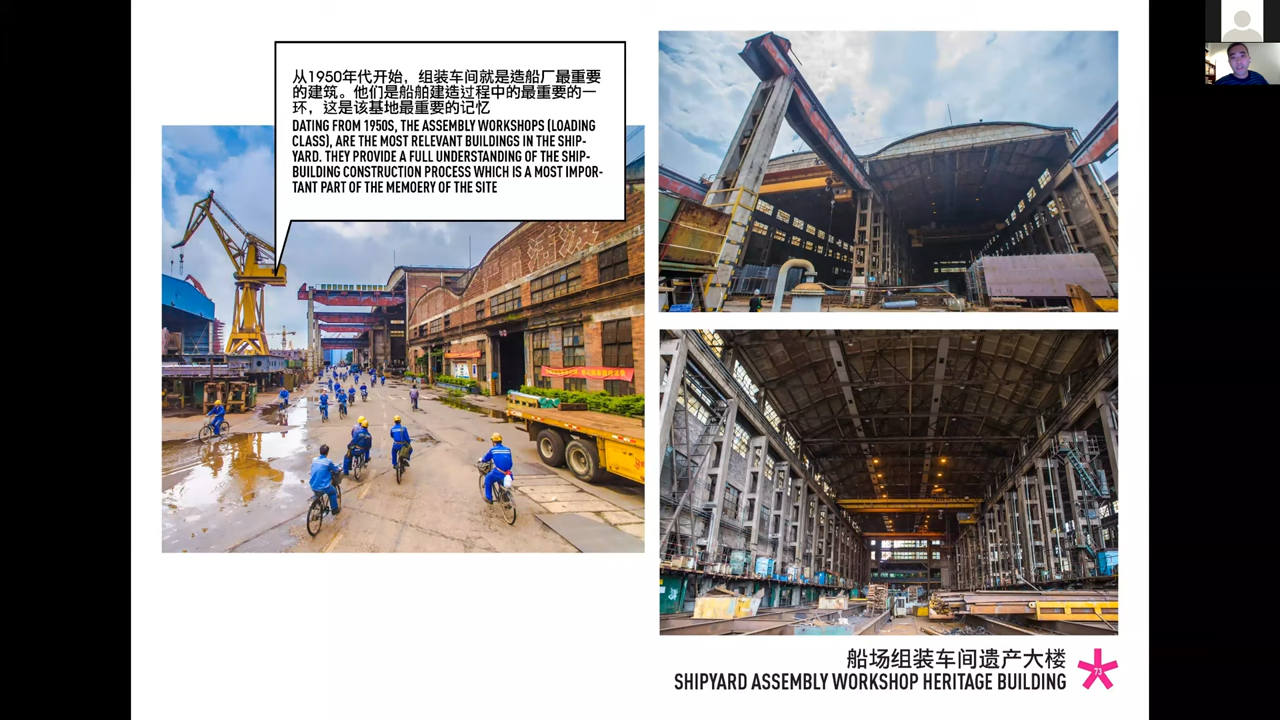 从1950年代开始，组装车间就是造船厂最重要
的建筑。他们是船舶建造过程中的最重要的一
环，这是该基地最重要的记忆
DATING FROM 1950S, THE ASSEMBLY WORKSHOPS (LOADING
CLASS), ARE THE MOST RELEVANT BUILDINGS IN THE SHIP-
YARD. THEY PROVIDE A FULL UNDERSTANDING OF THE SHIP-
BUILDING CONSTRUCTION PROCESS WHICH IS A MOST IMPOR-
TANT PART OF THE MEMOERY OF THE SITE
船场组装车间遗产大楼
SHIPYARD ASSEMBLY WORKSHOP HERITAGE BUILDING
73